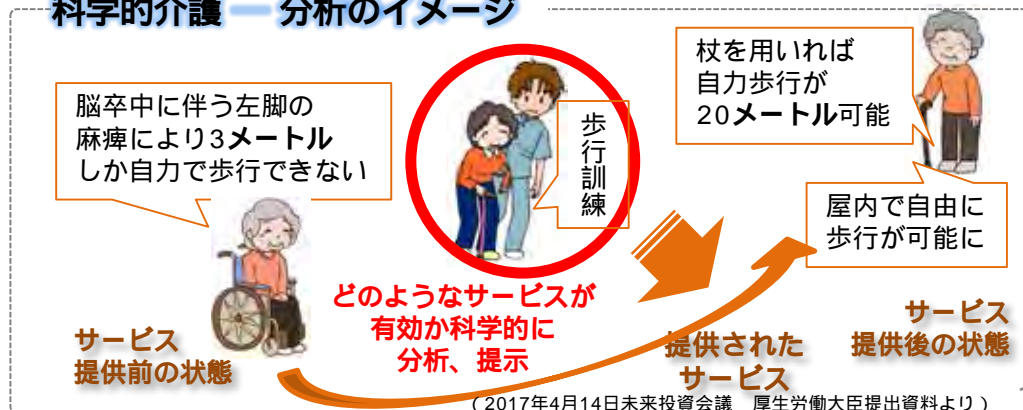 科学的介護 ― 分析のイメージ
脳卒中に伴う左脚の
麻痺により3メートル
しか自力で歩行できない
サービス
提供前の状態
歩行訓練
どのようなサービスが
有効か科学的に
分析、提示
提供された
サービス
杖を用いれば
自力歩行が
20メートル可能
屋内で自由に
歩行が可能に
サービス
提供後の状態
(2017年4月14日未来投資会議 厚生労働大臣提出資料より)